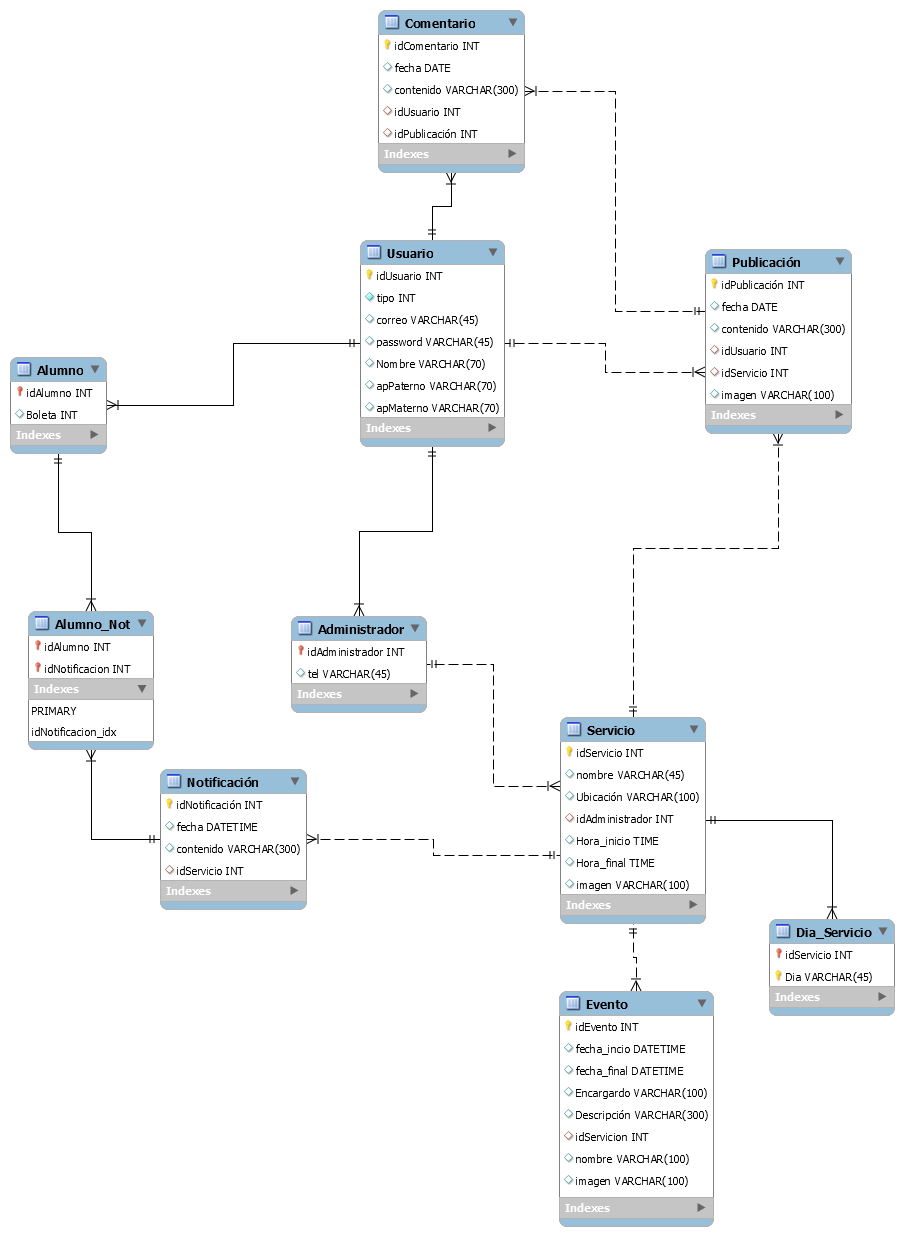 Comentario
idComentario INT
fecha DATE
contenido VARCHAR(300)
idUsuario INT
idPublicación INT
Indexes
Usuario
idUsuario INT
tipo INT
correo VARCHAR(45)
password VARCHAR(45)
Nombre VARCHAR(70)
apPaterno VARCHAR(70)
apMaterno VARCHAR(70)
Indexes
Publicación
idPublicación INT
fecha DATE
contenido VARCHAR(300)
idUsuario INT
idServicio INT
imagen VARCHAR(100)
Indexes
Alumno
idAlumno INT
Boleta INT
Indexes
Alumno_Not
idAlumno INT
idNotificacion INT
Indexes
PRIMARY
idNotificacion_idx
Administrador
idAdministrador INT
tel VARCHAR(45)
Indexes
Servicio
idServicio INT
nombre VARCHAR(45)
Ubicación VARCHAR(100)
idAdministrador INT
Hora_inicio TIME
Hora_final TIME
imagen VARCHAR(100)
Indexes
Notificación
idNotificación INT
fecha DATETIME
contenido VARCHAR(300)
idServicio INT
Indexes
Dia_Servicio
idServicio INT
Dia VARCHAR(45)
Indexes
Evento
idEvento INT
fecha_incio DATETIME
fecha_final DATETIME
Encargardo VARCHAR(100)
Descripción VARCHAR(300)
idServicion INT
nombre VARCHAR(100)
imagen VARCHAR(100)
Indexes